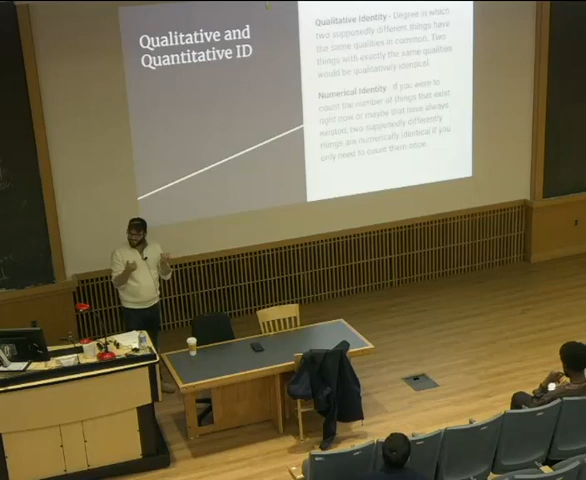 Qualitative and
Quantitative ID
Qualitative Identity - Degree in which
two supposedly different things have
the same qualities in common. Two
things with exactly the same qualities
would be qualitatively identical.
Numerical Identity - If you were to
count the number of things that exist
right now or maybe that have always
existed, two supposedly differently
things are numerically identical if you
only need to count them once.